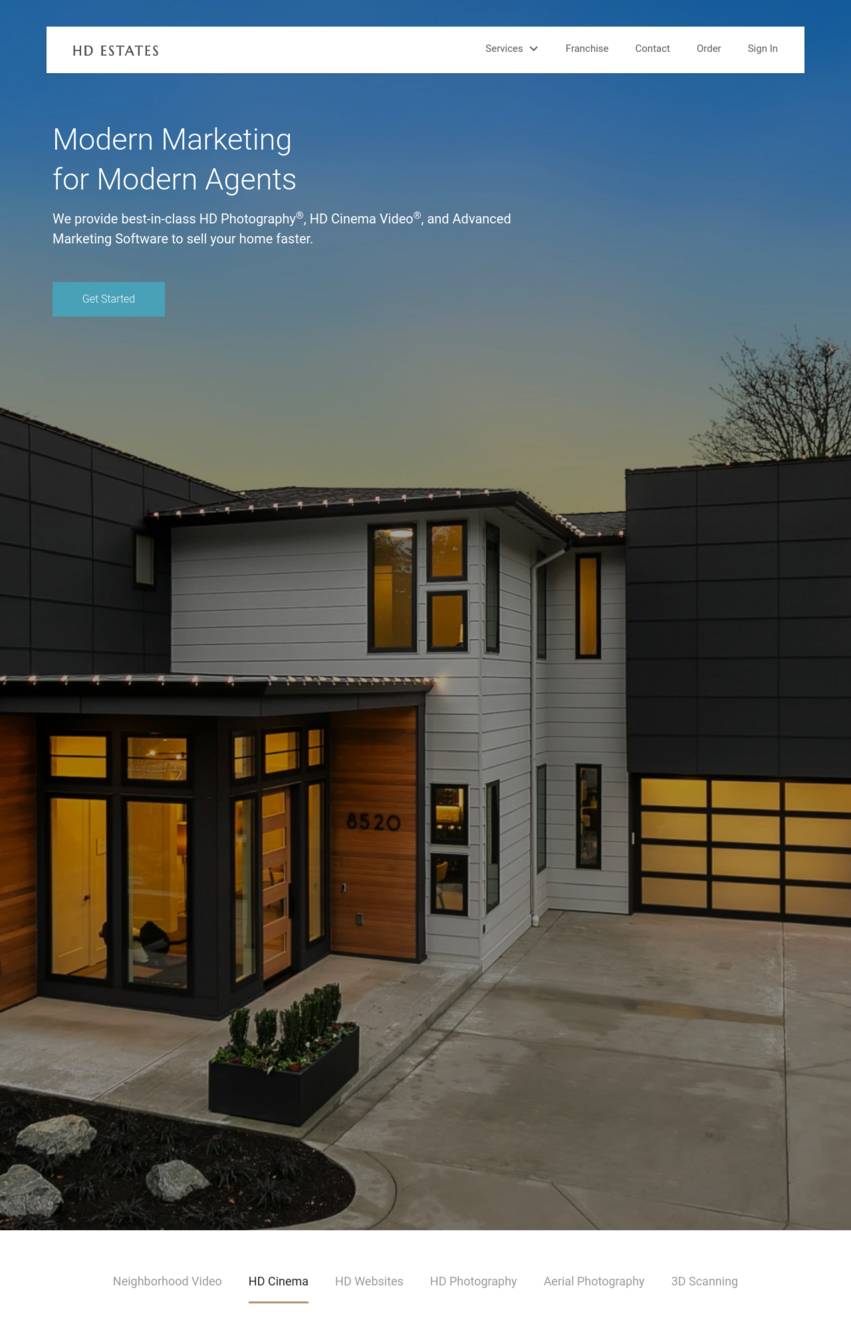 HD ESTATES
Services
Franchise
Contact
Order
Sign In
Modern Marketing
for Modern Agents
We provide best-in-class HD Photography®, HD Cinema Video®, and Advanced
Marketing Software to sell your home faster.
Get Started
8520
Neighborhood Video
HD Cinema
HD Websites
HD Photography
Aerial Photography
3D Scanning